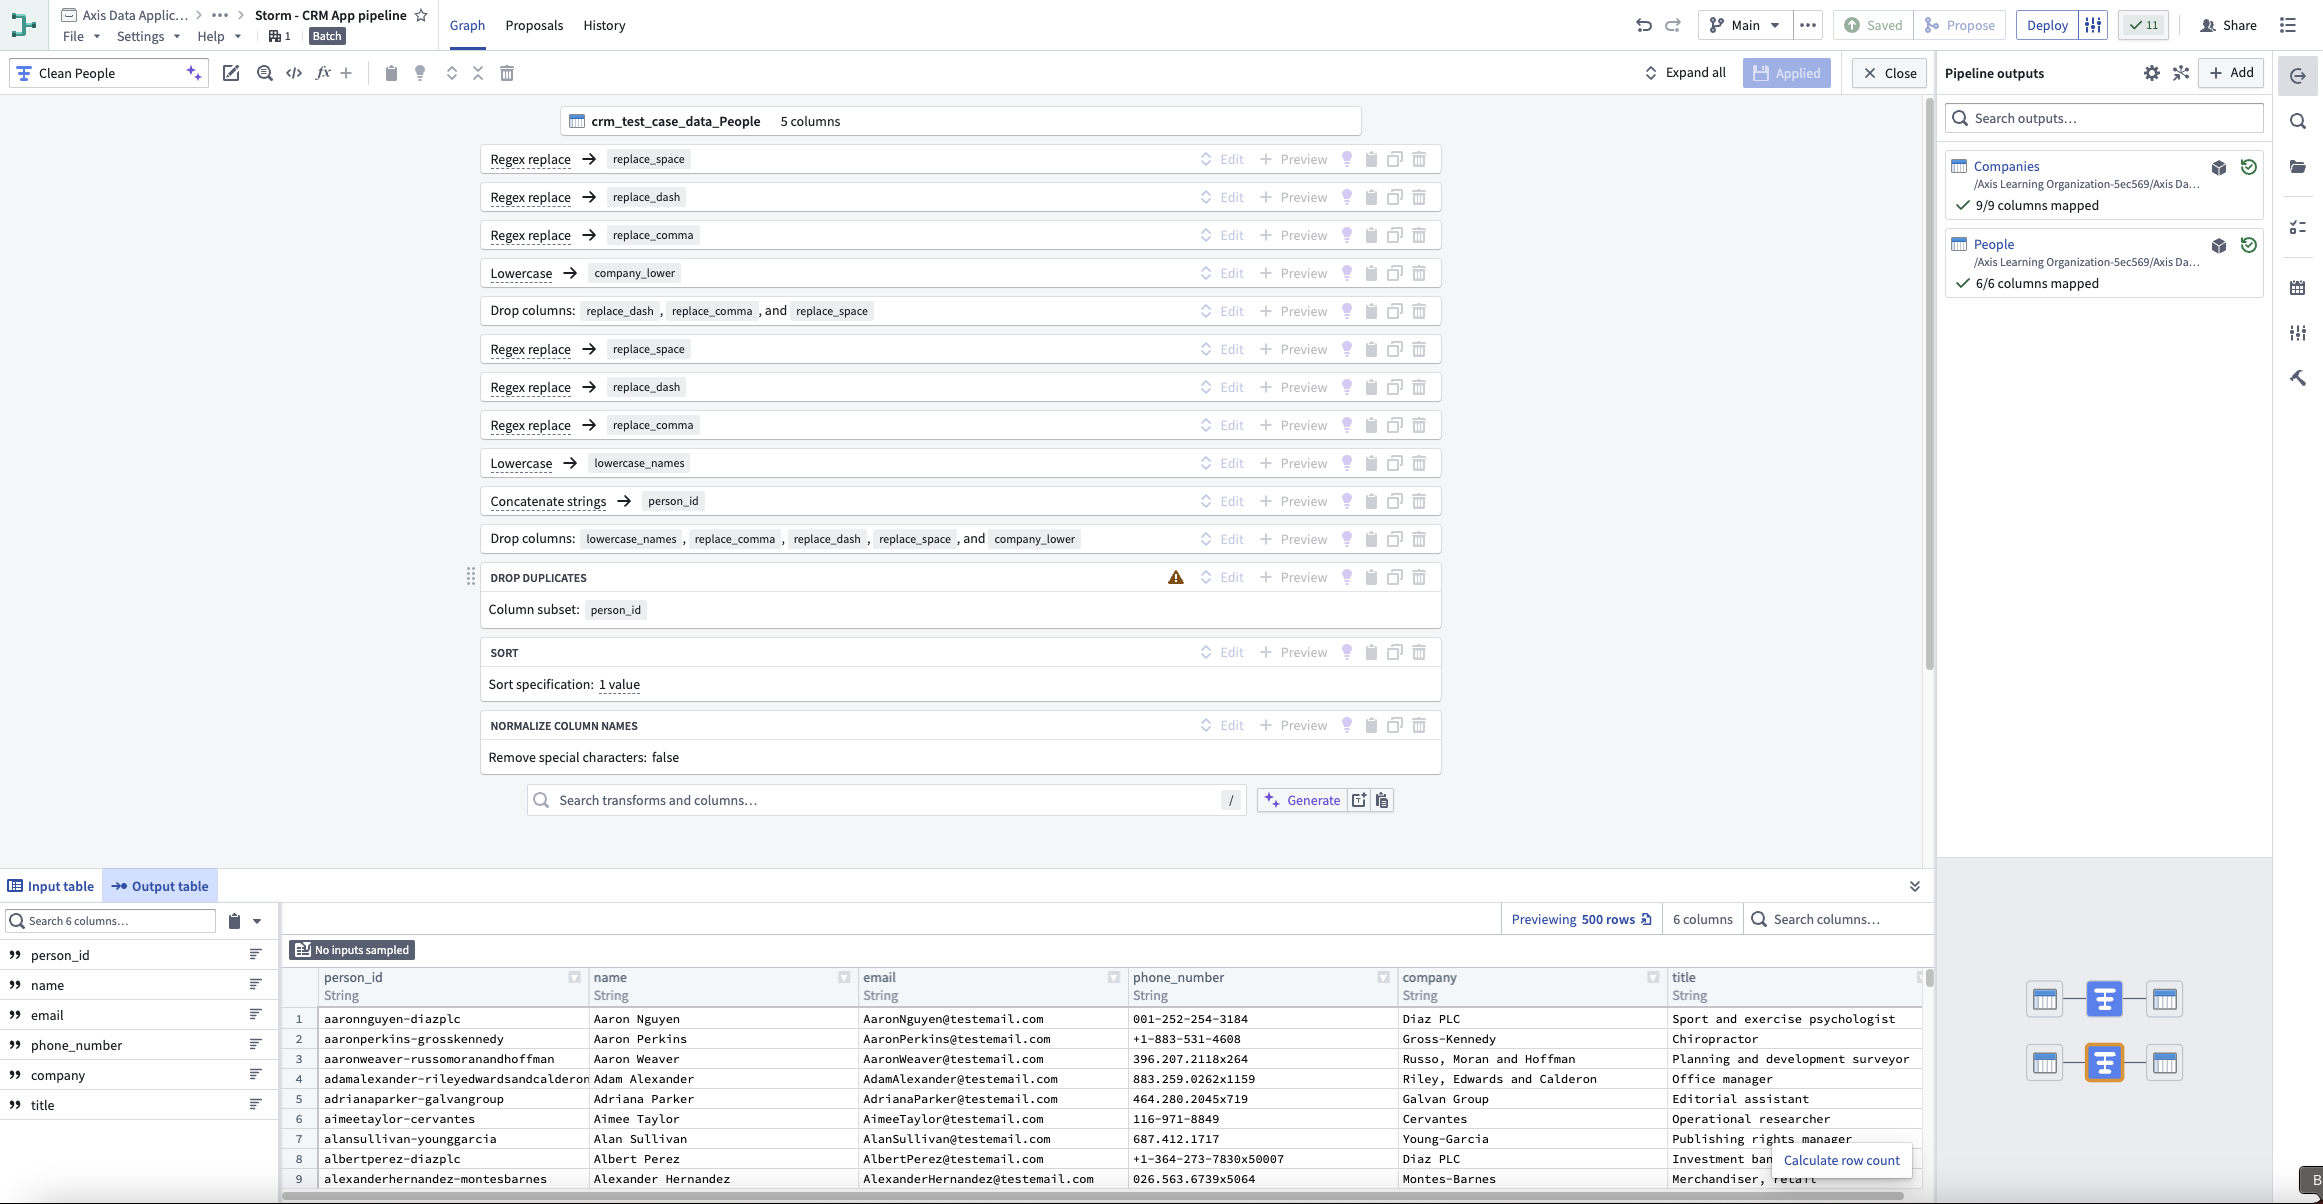 Axis Data Applic... > ... > Storm - CRM App pipeline
File Settings Help 1 Batch
Graph Proposals History
Main Saved Propose Deploy 11 Share
Clean People
fx
Expand all Applied Close
Pipeline outputs Add
Search outputs...
Companies
/Axis Learning Organization-5ec569/Axis Da...
9/9 columns mapped
People
/Axis Learning Organization-5ec569/Axis Da...
6/6 columns mapped
crm_test_case_data_People 5 columns
Regex replace → replace_space Edit Preview
Regex replace → replace_dash Edit Preview
Regex replace → replace_comma Edit Preview
Lowercase → company_lower Edit Preview
Drop columns: replace_dash , replace_comma , and replace_space Edit Preview
Regex replace → replace_space Edit Preview
Regex replace → replace_dash Edit Preview
Regex replace → replace_comma Edit Preview
Lowercase → lowercase_names Edit Preview
Concatenate strings → person_id Edit Preview
Drop columns: lowercase_names , replace_comma , replace_dash , replace_space , and company_lower Edit Preview
DROP DUPLICATES Edit Preview
Column subset: person_id
SORT Edit Preview
Sort specification: 1 value
NORMALIZE COLUMN NAMES Edit Preview
Remove special characters: false
Search transforms and columns... / Generate
Input table Output table
Search 6 columns...
person_id
name
email
phone_number
company
title
Previewing 500 rows 6 columns Search columns...
No inputs sampled
person_id name email phone_number company title
String String String String String String
1 aaronnguyen-diazplc Aaron Nguyen AaronNguyen@testemail.com 001-252-254-3184 Diaz PLC Sport and exercise psychologist
2 aaronperkins-grosskennedy Aaron Perkins AaronPerkins@testemail.com +1-883-531-4608 Gross-Kennedy Chiropractor
3 aaronweaver-russomoranandhoffman Aaron Weaver AaronWeaver@testemail.com 396.207.2118x264 Russo, Moran and Hoffman Planning and development surveyor
4 adamalexander-rileyedwardsandcalderon Adam Alexander AdamAlexander@testemail.com 883.259.0262x1159 Riley, Edwards and Calderon Office manager
5 adrianaparker-galvangroup Adriana Parker AdrianaParker@testemail.com 464.280.2045x719 Galvan Group Editorial assistant
6 aimeetaylor-cervantes Aimee Taylor AimeeTaylor@testemail.com 116-971-8849 Cervantes Operational researcher
7 alansullivan-younggarcia Alan Sullivan AlanSullivan@testemail.com 687.412.1717 Young-Garcia Publishing rights manager
8 albertperez-diazplc Albert Perez AlbertPerez@testemail.com +1-364-273-7830x50007 Diaz PLC Investment ban
9 alexanderhernandez-montesbarnes Alexander Hernandez AlexanderHernandez@testemail.com 026.563.6739x5064 Montes-Barnes Merchandiser, retail
Calculate row count